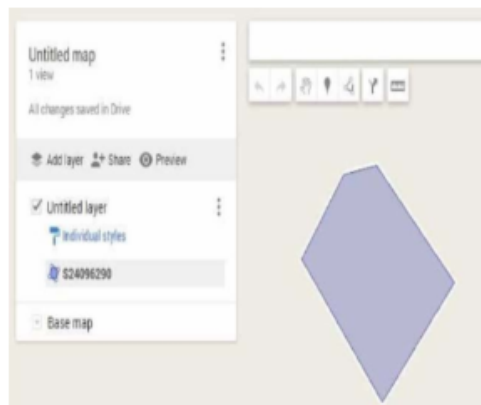 Untitled map
1 view
All changes saved in Drive
Add layer Share Preview
Untitled layer
Individual styles
S24096290
Base map